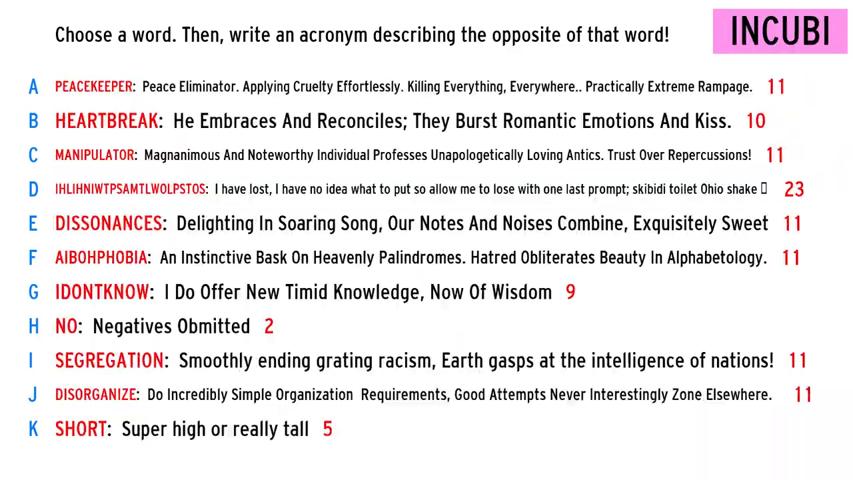 Choose a word. Then, write an acronym describing the opposite of that word!
INCUBI
A PEACEKEEPER: Peace Eliminator. Applying Cruelty Effortlessly. Killing Everything, Everywhere.. Practically Extreme Rampage. 11
B HEARTBREAK: He Embraces And Reconciles; They Burst Romantic Emotions And Kiss. 10
C MANIPULATOR: Magnanimous And Noteworthy Individual Professes Unapologetically Loving Antics. Trust Over Repercussions! 11
D IHLIHNIWTPSAMTLWOLPSTOS: I have lost, I have no idea what to put so allow me to lose with one last prompt; skibidi toilet Ohio shake 23
E DISSONANCES: Delighting In Soaring Song, Our Notes And Noises Combine, Exquisitely Sweet 11
F AIBOHPHOBIA: An Instinctive Bask On Heavenly Palindromes. Hatred Obliterates Beauty In Alphabetology. 11
G IDONTKNOW: I Do Offer New Timid Knowledge, Now Of Wisdom 9
H NO: Negatives Obmitted 2
I SEGREGATION: Smoothly ending grating racism, Earth gasps at the intelligence of nations! 11
J DISORGANIZE: Do Incredibly Simple Organization Requirements, Good Attempts Never Interestingly Zone Elsewhere. 11
K SHORT: Super high or really tall 5